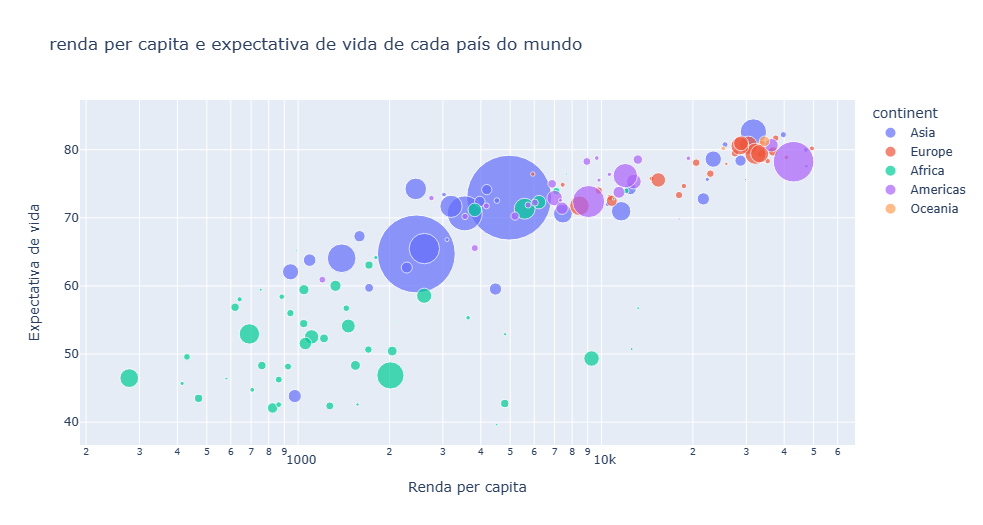 renda per capita e expectativa de vida de cada país do mundo
continent
Asia
Europe
Africa
Americas
Oceania
Expectativa de vida
80
70
60
50
40
2 3 4 5 6 7 8 9 1000 2 3 4 5 6 7 8 9 10k 2 3 4 5 6
Renda per capita